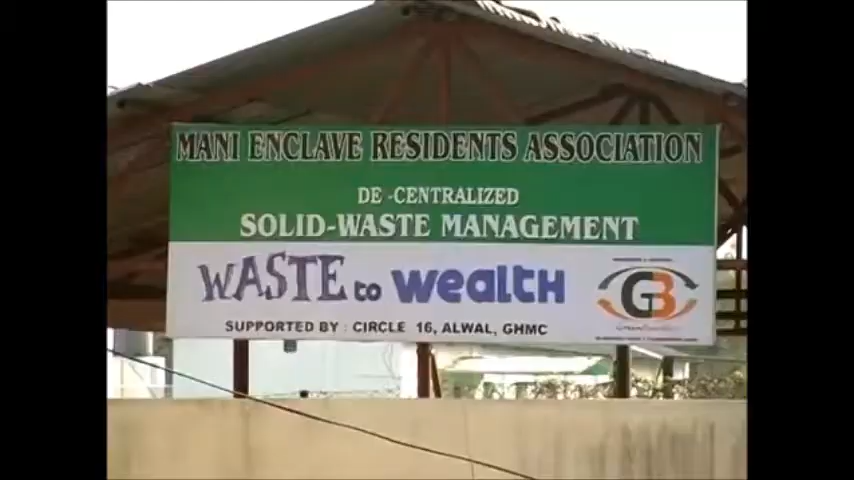 MANI ENCLAVE RESIDENTS ASSOCIATION
DE-CENTRALIZED
SOLID-WASTE MANAGEMENT
WASTE to WEALTH
GB
SUPPORTED BY : CIRCLE 16, ALWAL, GHMC